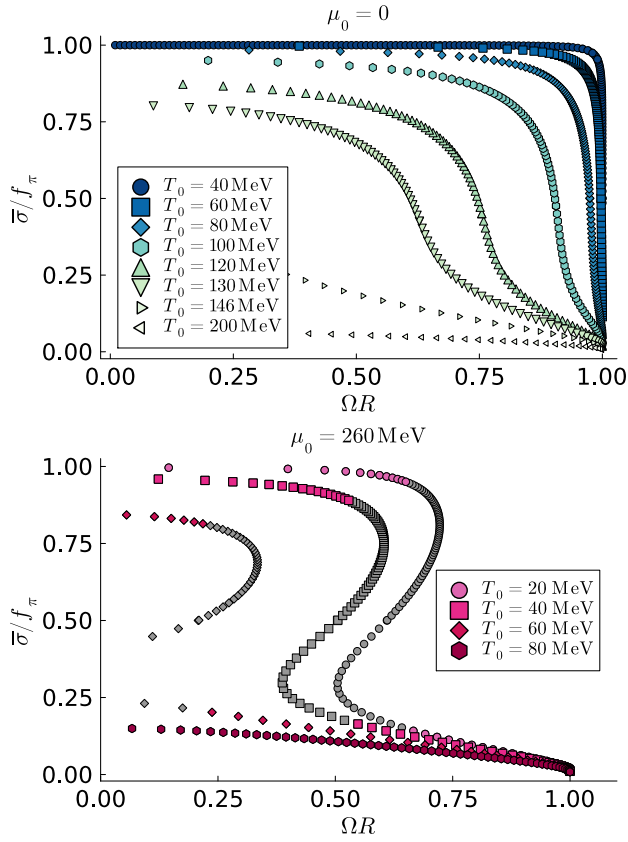 μ₀ = 0
1.00
0.75
0.50
0.25
0.00
σ̅/f_π
T₀ = 40 MeV
T₀ = 60 MeV
T₀ = 80 MeV
T₀ = 100 MeV
T₀ = 120 MeV
T₀ = 130 MeV
T₀ = 146 MeV
T₀ = 200 MeV
0.00 0.25 0.50 0.75 1.00
ΩR
μ₀ = 260 MeV
1.00
0.75
0.50
0.25
0.00
σ̅/f_π
T₀ = 20 MeV
T₀ = 40 MeV
T₀ = 60 MeV
T₀ = 80 MeV
0.00 0.25 0.50 0.75 1.00
ΩR